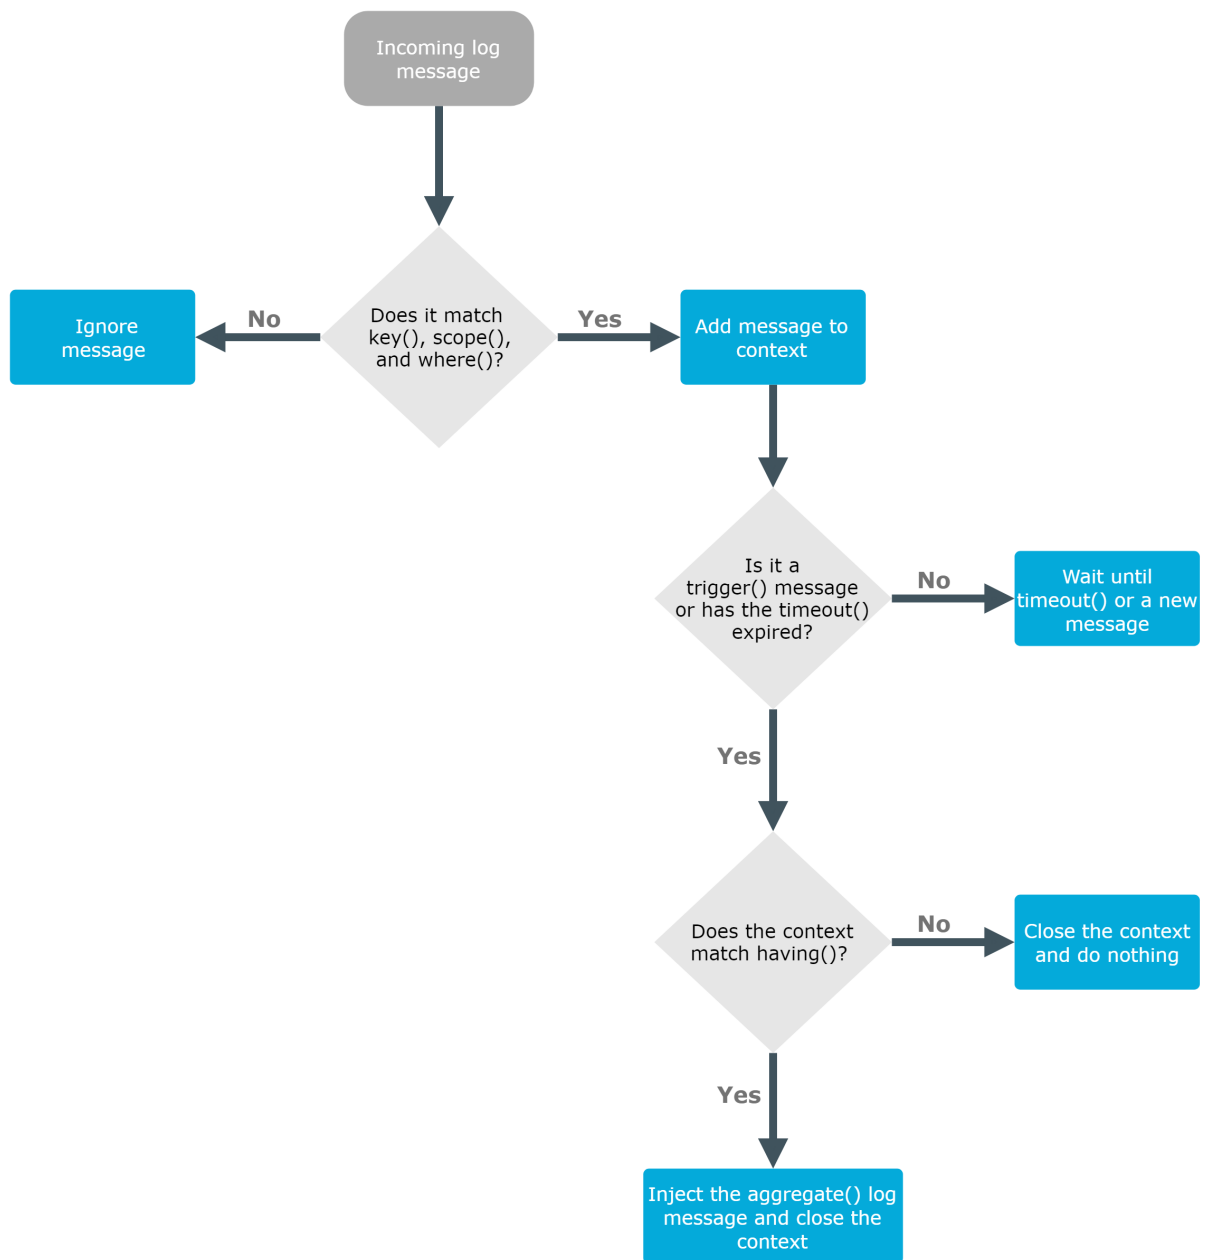 Incoming log
message
Does it match
key(), scope(),
and where()?
No
Ignore
message
Yes
Add message to
context
Is it a
trigger() message
or has the timeout()
expired?
No
Wait until
timeout() or a new
message
Yes
Does the context
match having()?
No
Close the context
and do nothing
Yes
Inject the aggregate() log
message and close the
context